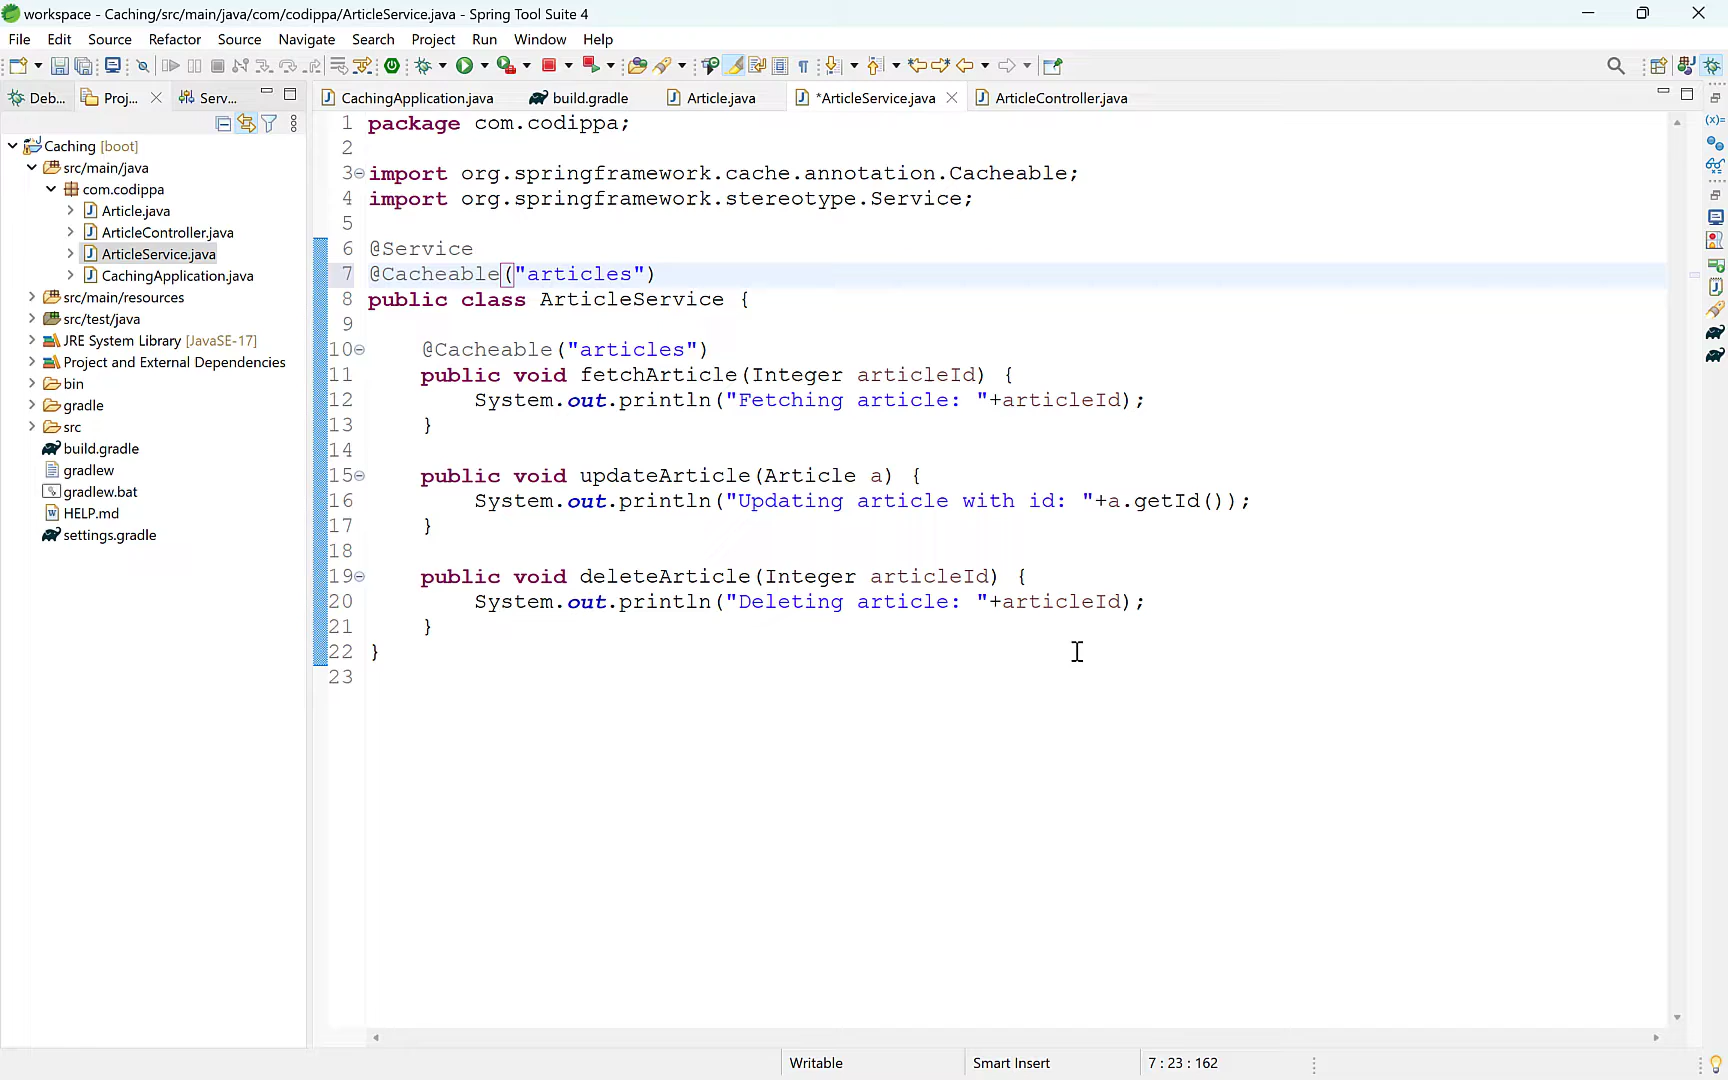 workspace - Caching/src/main/java/com/codippa/ArticleService.java - Spring Tool Suite 4
File Edit Source Refactor Source Navigate Search Project Run Window Help
Deb... Proj... Serv...
CachingApplication.java build.gradle Article.java *ArticleService.java ArticleController.java
Caching [boot]
src/main/java
com.codippa
Article.java
ArticleController.java
ArticleService.java
CachingApplication.java
src/main/resources
src/test/java
JRE System Library [JavaSE-17]
Project and External Dependencies
bin
gradle
src
build.gradle
gradlew
gradlew.bat
HELP.md
settings.gradle
1 package com.codippa;
2
3 import org.springframework.cache.annotation.Cacheable;
4 import org.springframework.stereotype.Service;
5
6 @Service
7 @Cacheable("articles")
8 public class ArticleService {
9
10 @Cacheable("articles")
11 public void fetchArticle(Integer articleId) {
12 System.out.println("Fetching article: "+articleId);
13 }
14
15 public void updateArticle(Article a) {
16 System.out.println("Updating article with id: "+a.getId());
17 }
18
19 public void deleteArticle(Integer articleId) {
20 System.out.println("Deleting article: "+articleId);
21 }
22 }
23
Writable Smart Insert 7 : 23 : 162